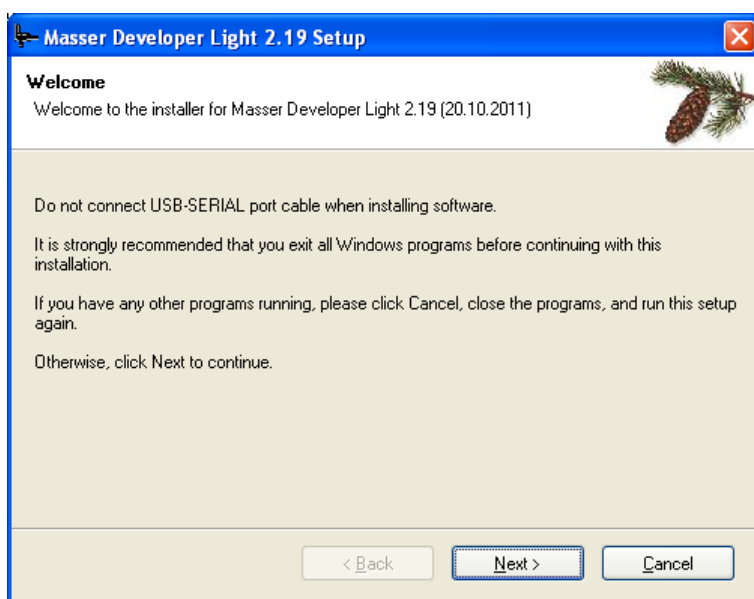 Masser Developer Light 2.19 Setup
Welcome
Welcome to the installer for Masser Developer Light 2.19 (20.10.2011)
Do not connect USB-SERIAL port cable when installing software.
It is strongly recommended that you exit all Windows programs before continuing with this
installation.
If you have any other programs running, please click Cancel, close the programs, and run this setup
again.
Otherwise, click Next to continue.
< Back
Next >
Cancel